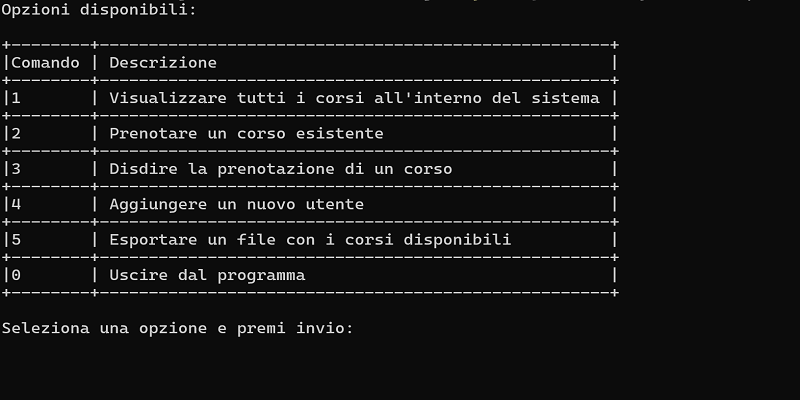 Opzioni disponibili:
+--------+----------------------------------------------------+
|Comando | Descrizione |
+--------+----------------------------------------------------+
|1 | Visualizzare tutti i corsi all'interno del sistema |
+--------+----------------------------------------------------+
|2 | Prenotare un corso esistente |
+--------+----------------------------------------------------+
|3 | Disdire la prenotazione di un corso |
+--------+----------------------------------------------------+
|4 | Aggiungere un nuovo utente |
+--------+----------------------------------------------------+
|5 | Esportare un file con i corsi disponibili |
+--------+----------------------------------------------------+
|0 | Uscire dal programma |
+--------+----------------------------------------------------+
Seleziona una opzione e premi invio: